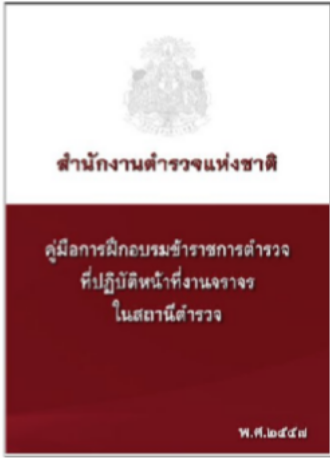 สำนักงานตำรวจแห่งชาติ
คู่มือการฝึกอบรมข้าราชการตำรวจ
ที่ปฏิบัติหน้าที่งานจราจร
ในสถานีตำรวจ
พ.ศ.๒๕๕๗